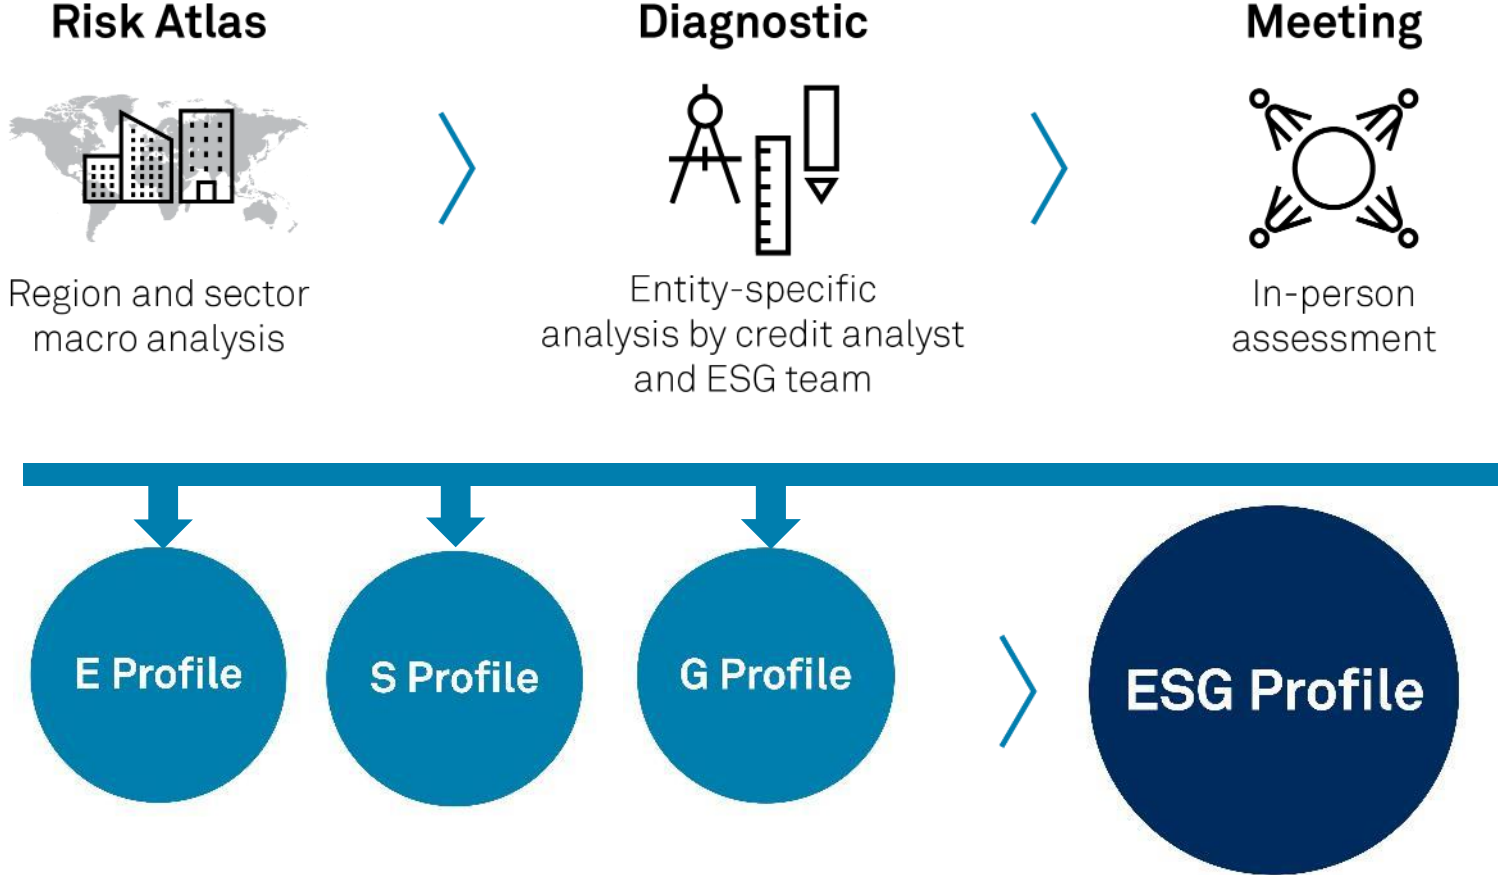 Risk Atlas
Diagnostic
Meeting
Region and sector
macro analysis
Entity-specific
analysis by credit analyst
and ESG team
In-person
assessment
E Profile
S Profile
G Profile
ESG Profile